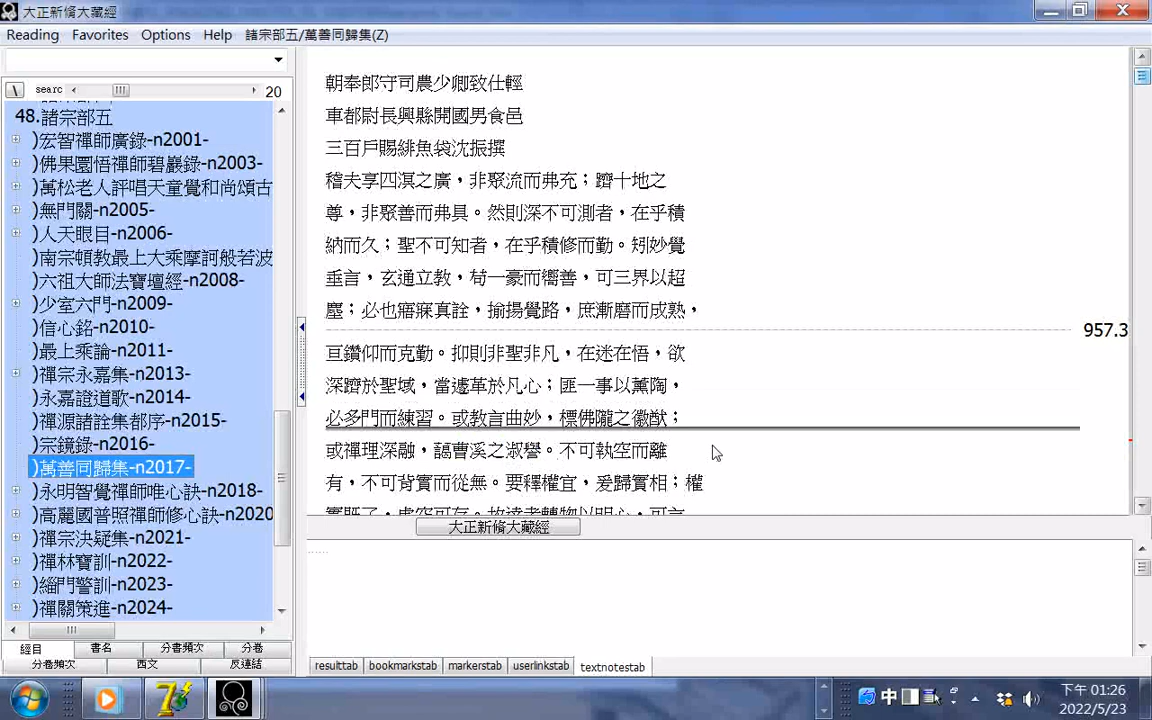 大正新脩大藏經
Reading Favorites Options Help 諸宗部五/萬善同歸集(Z)
\ searc 20
48.諸宗部五
)宏智禪師廣錄-n2001-
)佛果圜悟禪師碧巖錄-n2003-
)萬松老人評唱天童覺和尚頌古
)無門關-n2005-
)人天眼目-n2006-
)南宗頓教最上大乘摩訶般若波
)六祖大師法寶壇經-n2008-
)少室六門-n2009-
)信心銘-n2010-
)最上乘論-n2011-
)禪宗永嘉集-n2013-
)永嘉證道歌-n2014-
)禪源諸詮集都序-n2015-
)宗鏡錄-n2016-
)萬善同歸集-n2017-
)永明智覺禪師唯心訣-n2018-
)高麗國普照禪師修心訣-n2020
)禪宗決疑集-n2021-
)禪林寶訓-n2022-
)緇門警訓-n2023-
)禪關策進-n2024-
經目 書名 分書頻次 分卷
分卷頻次 西文 反連結
朝奉郎守司農少卿致仕輕
車都尉長興縣開國男食邑
三百戶賜緋魚袋沈振撰
稽夫享四溟之廣，非聚流而弗充；躋十地之
尊，非聚善而弗具。然則深不可測者，在乎積
納而久；聖不可知者，在乎積修而勤。矧妙覺
垂言，玄通立教，苟一豪而嚮善，可三界以超
塵；必也寤寐真詮，揄揚覺路，庶漸磨而成熟，
957.3
亘鑽仰而克勤。抑則非聖非凡，在迷在悟，欲
深躋於聖域，當遽革於凡心；匪一事以薰陶，
必多門而練習。或教言曲妙，標佛隴之徽猷；
或禪理深融，謌曹溪之淑譽。不可執空而離
有，不可背實而從無。要釋權宜，爰歸實相；權
實既了，虛空可存。故達者轉物以明心，可言
大正新脩大藏經
resulttab bookmarkstab markerstab userlinkstab textnotestab
中
下午 01:26
2022/5/23